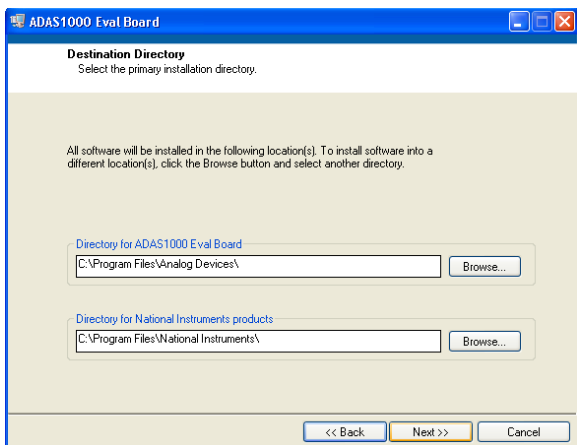 ADAS1000 Eval Board
Destination Directory
Select the primary installation directory.
All software will be installed in the following location(s). To install software into a
different location(s), click the Browse button and select another directory.
Directory for ADAS1000 Eval Board
C:\Program Files\Analog Devices\
Browse...
Directory for National Instruments products
C:\Program Files\National Instruments\
Browse...
<< Back
Next >>
Cancel